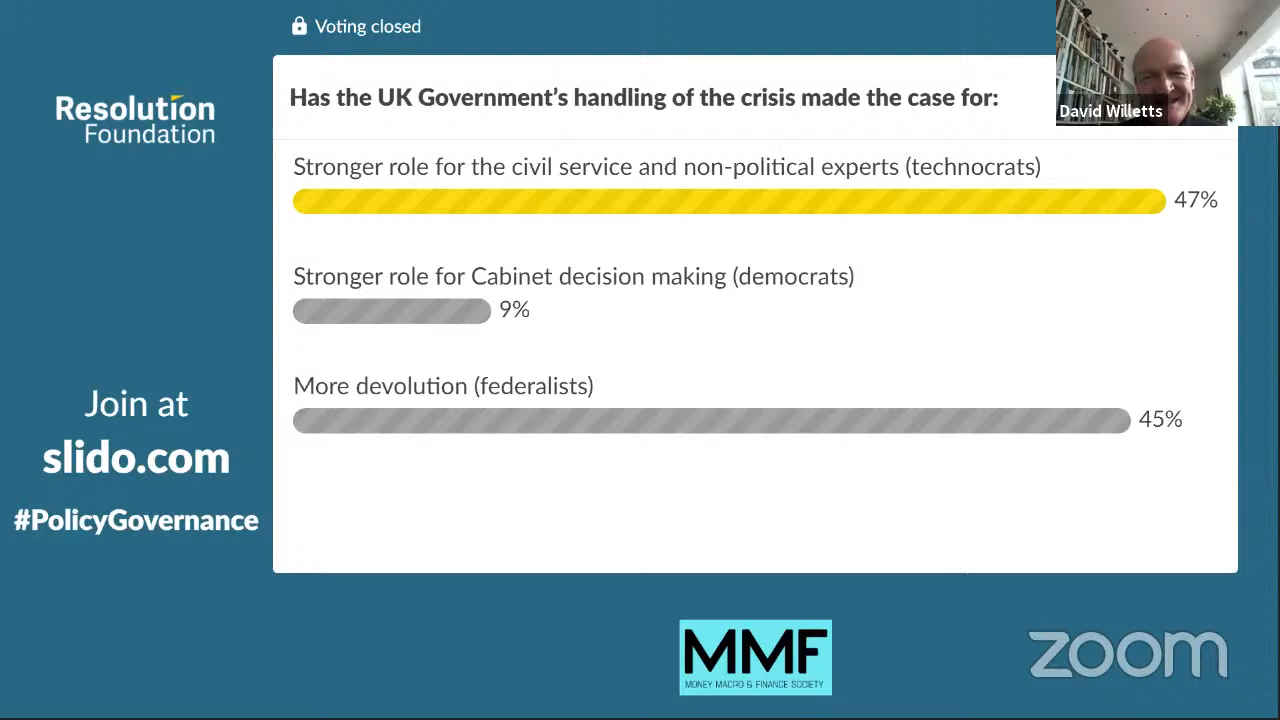 Voting closed
Resolution
Foundation
Has the UK Government's handling of the crisis made the case for:
David Willetts
Stronger role for the civil service and non-political experts (technocrats)
47%
Stronger role for Cabinet decision making (democrats)
9%
More devolution (federalists)
45%
Join at
slido.com
#PolicyGovernance
MMF
MONEY MACRO & FINANCE SOCIETY
zoom